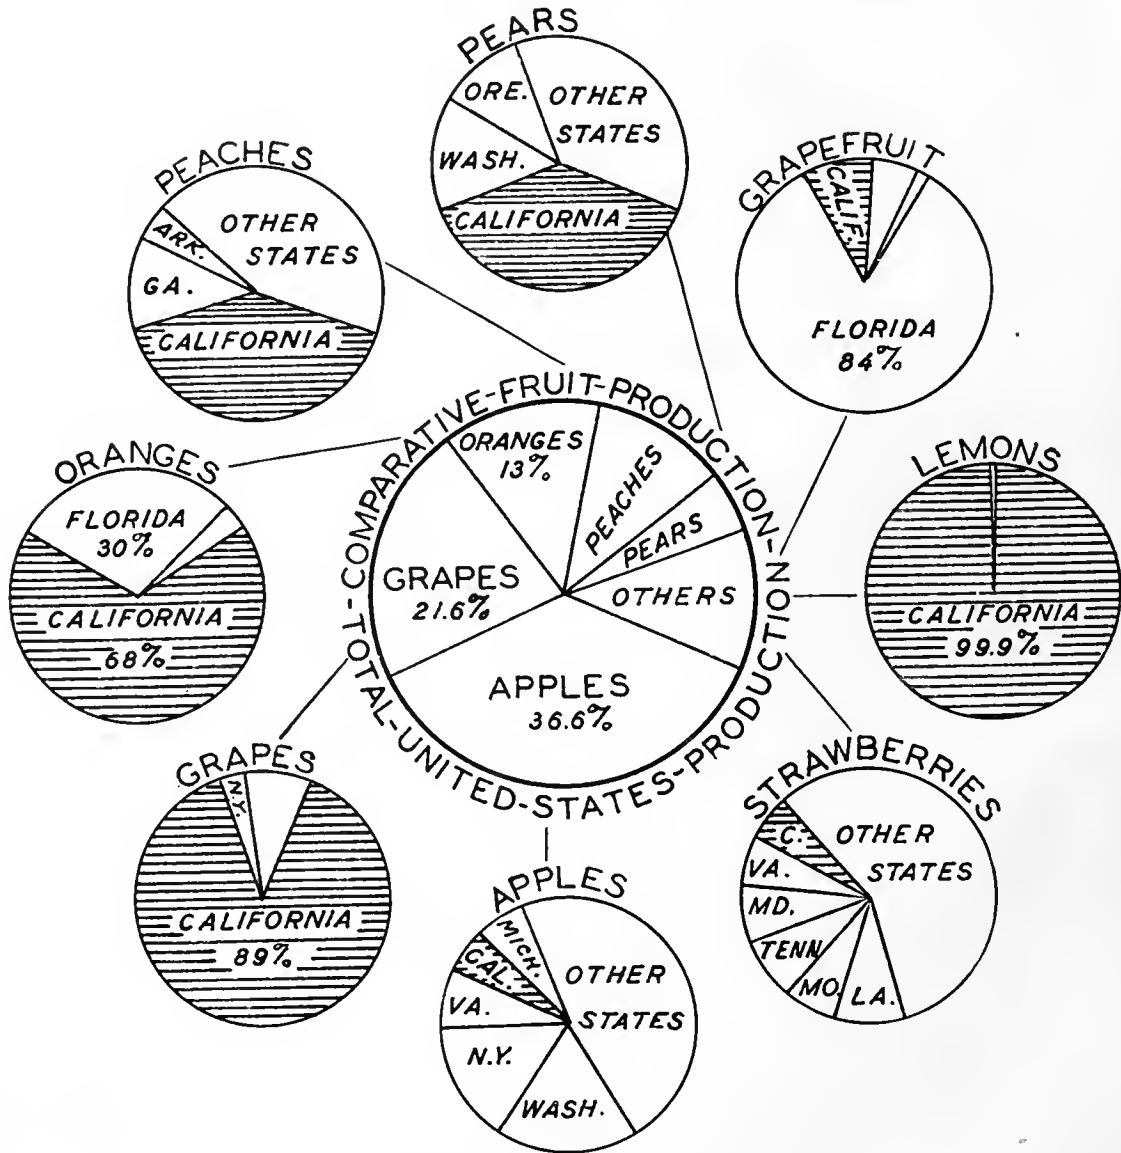 PEARS
ORE.
OTHER
STATES
WASH.
CALIFORNIA
PEACHES
OTHER
STATES
ARK.
GA.
CALIFORNIA
GRAPEFRUIT
CALIF.
FLORIDA
84%
ORANGES
FLORIDA
30%
CALIFORNIA
68%
TOTAL-UNITED-STATES-PRODUCTION-
-COMPARATIVE-FRUIT-PRODUCTION-
ORANGES
13%
PEACHES
PEARS
OTHERS
GRAPES
21.6%
APPLES
36.6%
LEMONS
CALIFORNIA
99.9%
GRAPES
N.Y.
CALIFORNIA
89%
APPLES
MICH.
CAL.
VA.
N.Y.
WASH.
OTHER
STATES
STRAWBERRIES
C.
VA.
MD.
TENN
MO.
LA.
OTHER
STATES